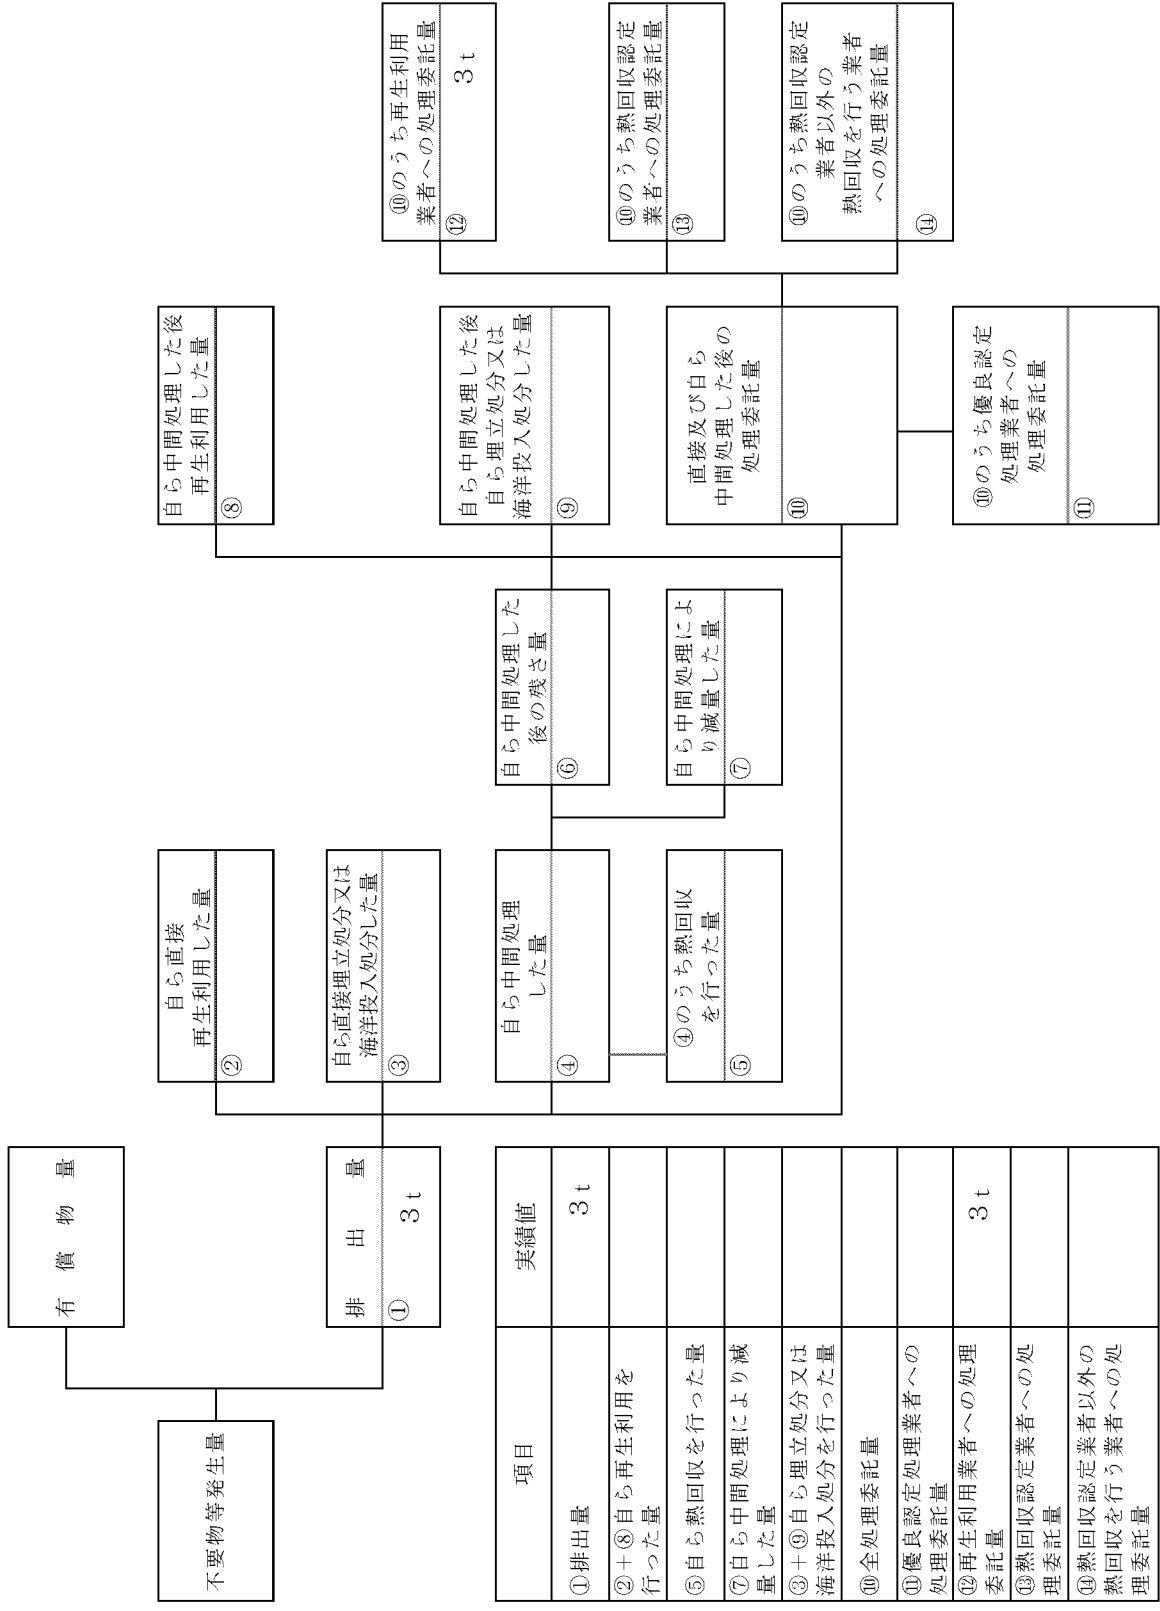 不要物等発生量
有償物量
排出量
①
3t
自ら直接
再生利用した量
②
自ら直接埋立処分又は
海洋投入処分した量
③
自ら中間処理
した量
④
④のうち熱回収
を行った量
⑤
自ら中間処理した
後の残さ量
⑥
自ら中間処理によ
り減量した量
⑦
自ら中間処理した後
再生利用した量
⑧
自ら中間処理した後
自ら埋立処分又は
海洋投入処分した量
⑨
直接及び自ら
中間処理した後の
処理委託量
⑩
⑩のうち優良認定
処理業者への
処理委託量
⑪
⑩のうち再生利用
業者への処理委託量
⑫
3t
⑩のうち熱回収認定
業者への処理委託量
⑬
⑩のうち熱回収認定
業者以外の
熱回収を行う業者
への処理委託量
⑭
項目 実績値
①排出量 3t
②+⑧自ら再生利用を
行った量
⑤自ら熱回収を行った量
⑦自ら中間処理により減
量した量
③+⑨自ら埋立処分又は
海洋投入処分を行った量
⑩全処理委託量
⑪優良認定処理業者への
処理委託量
⑫再生利用業者への処理
委託量 3t
⑬熱回収認定業者への処
理委託量
⑭熱回収認定業者以外の
熱回収を行う業者への処
理委託量